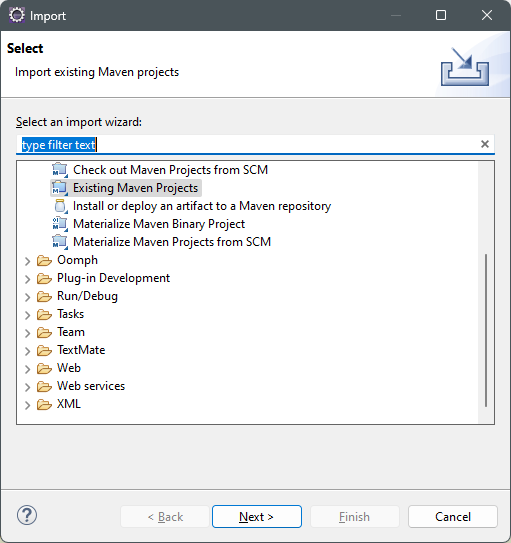 Import
Select
Import existing Maven projects
Select an import wizard:
type filter text
Check out Maven Projects from SCM
Existing Maven Projects
Install or deploy an artifact to a Maven repository
Materialize Maven Binary Project
Materialize Maven Projects from SCM
Oomph
Plug-in Development
Run/Debug
Tasks
Team
TextMate
Web
Web services
XML
< Back
Next >
Finish
Cancel